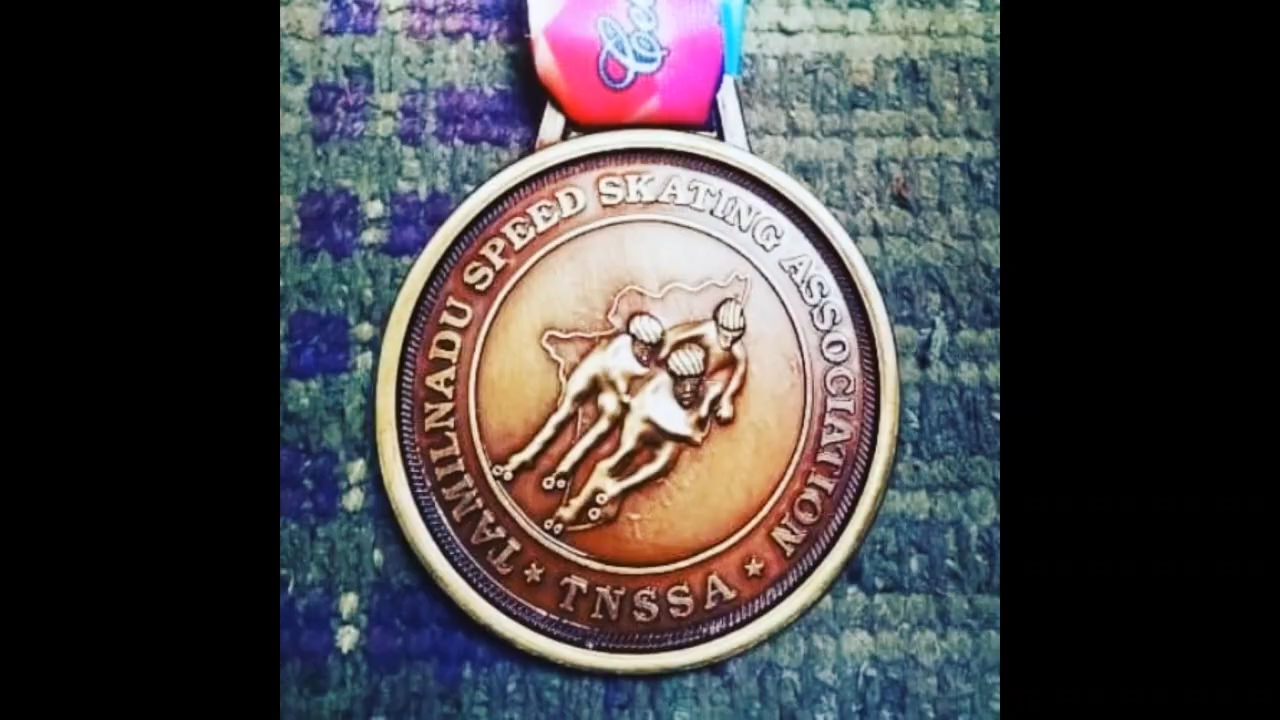 TAMILNADU SPEED SKATING ASSOCIATION
★ TNSSA ★